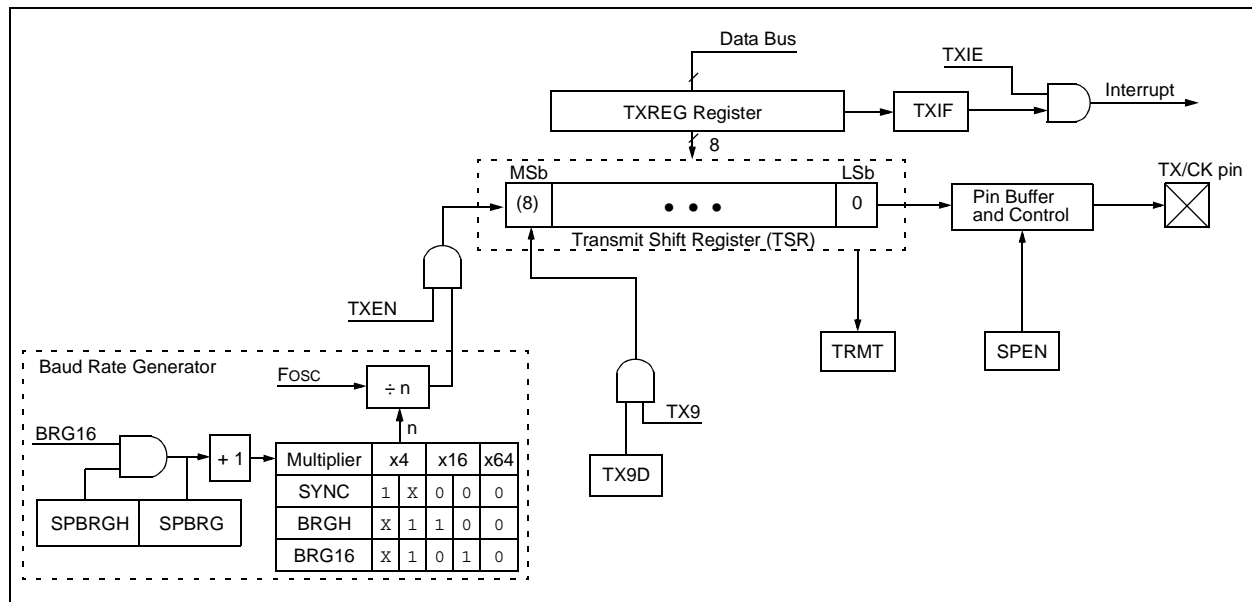 Data Bus
TXIE
Interrupt
TXREG Register
TXIF
8
MSb
LSb
TX/CK pin
(8)
• • •
0
Pin Buffer
and Control
Transmit Shift Register (TSR)
TXEN
TRMT
SPEN
Baud Rate Generator
FOSC
÷ n
TX9
n
BRG16
+ 1
TX9D
Multiplier x4 x16 x64
SYNC 1 X 0 0 0
BRGH X 1 1 0 0
BRG16 X 1 0 1 0
SPBRGH SPBRG